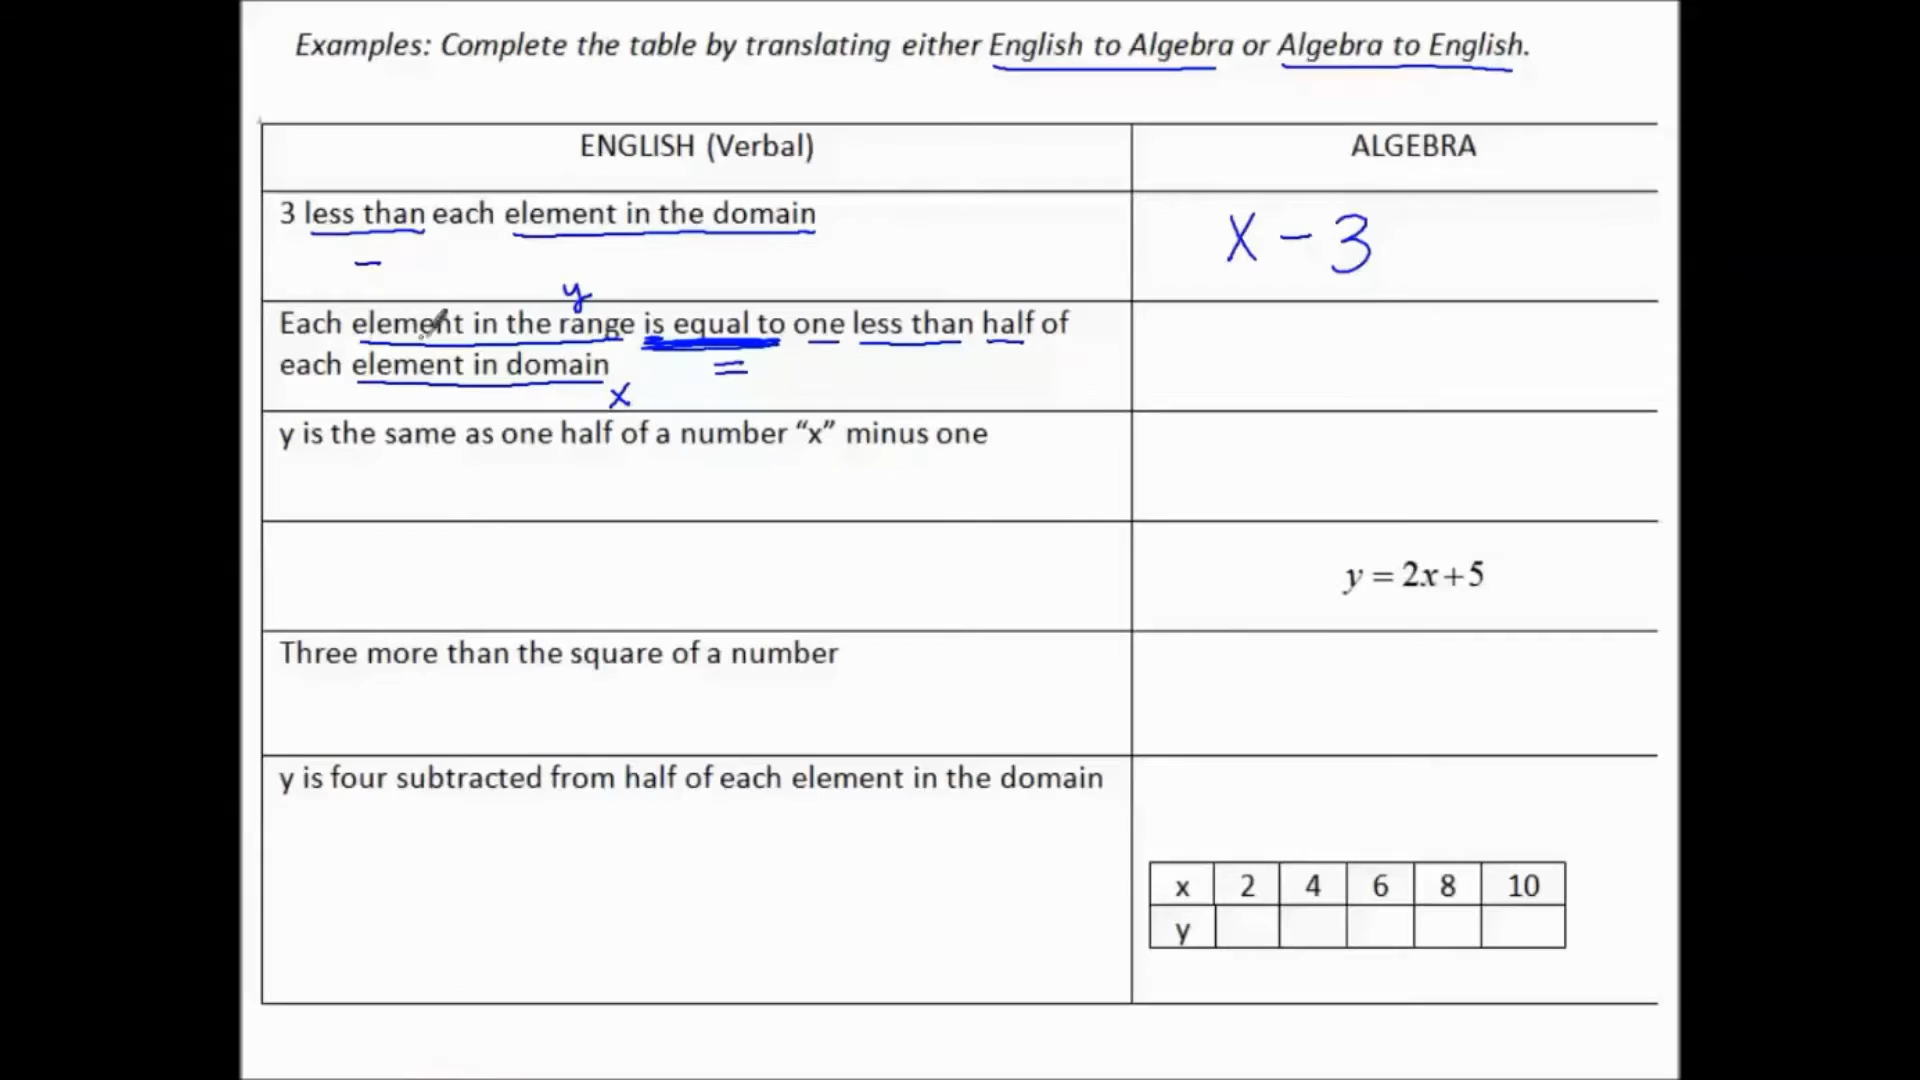 Examples: Complete the table by translating either English to Algebra or Algebra to English.
ENGLISH (Verbal) ALGEBRA
3 less than each element in the domain
−
x − 3
y
Each element in the range is equal to one less than half of
=
each element in domain
x
y is the same as one half of a number “x” minus one
y = 2x+5
Three more than the square of a number
y is four subtracted from half of each element in the domain
x 2 4 6 8 10
y